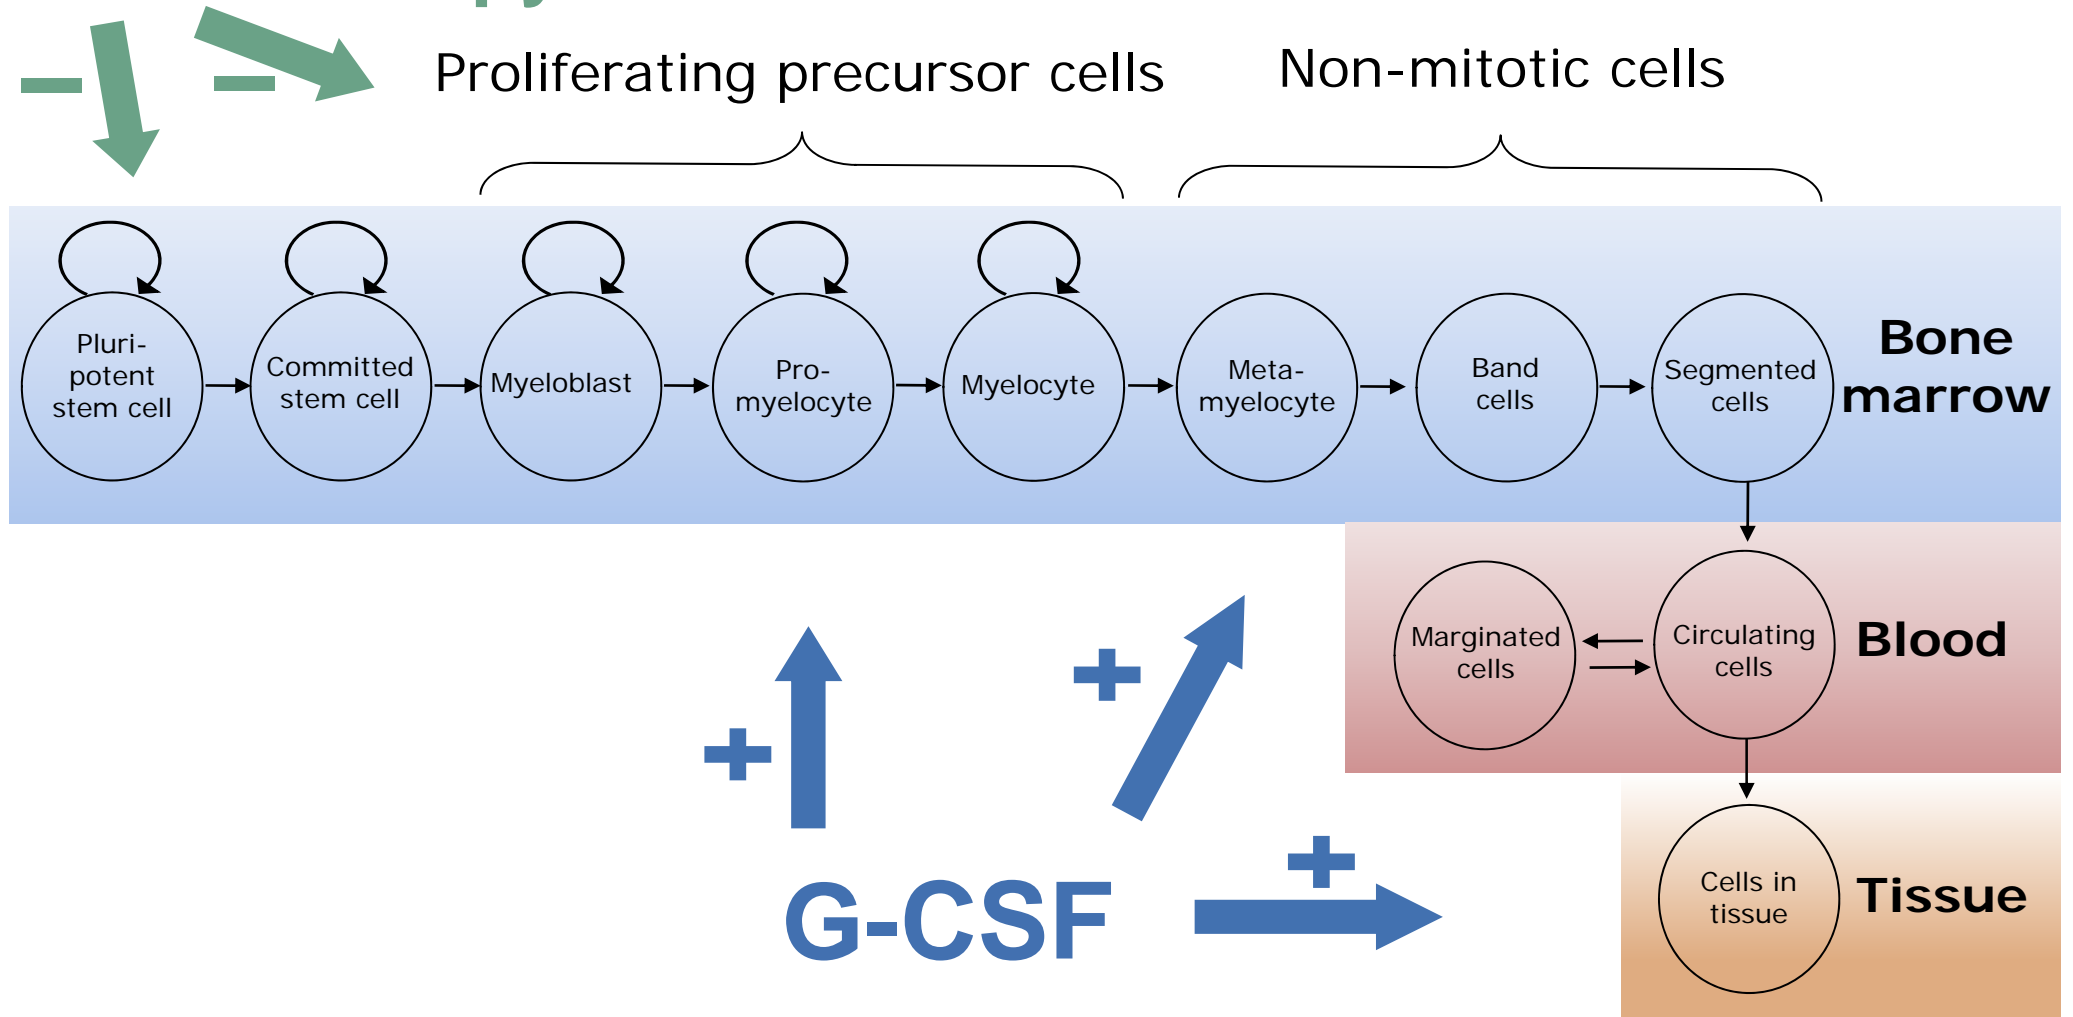 Proliferating precursor cells
Non-mitotic cells
Pluri-
potent
stem cell
Committed
stem cell
Myeloblast
Pro-
myelocyte
Myelocyte
Meta-
myelocyte
Band
cells
Segmented
cells
Bone
marrow
Marginated
cells
Circulating
cells
Blood
+
+
+
G-CSF
Cells in
tissue
Tissue